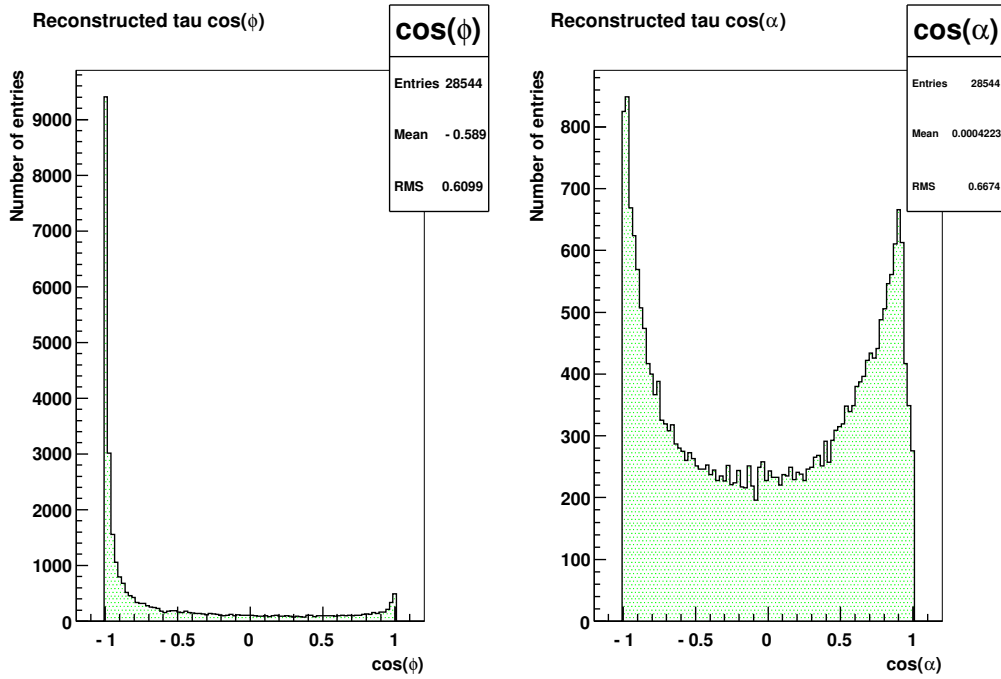 Reconstructed tau cos(ϕ)
cos(ϕ)
Entries 28544
Mean - 0.589
RMS 0.6099
Number of entries
9000
8000
7000
6000
5000
4000
3000
2000
1000
0
- 1 - 0.5 0 0.5 1
cos(ϕ)
Reconstructed tau cos(α)
cos(α)
Entries 28544
Mean 0.0004223
RMS 0.6674
Number of entries
800
700
600
500
400
300
200
100
0
- 1 - 0.5 0 0.5 1
cos(α)